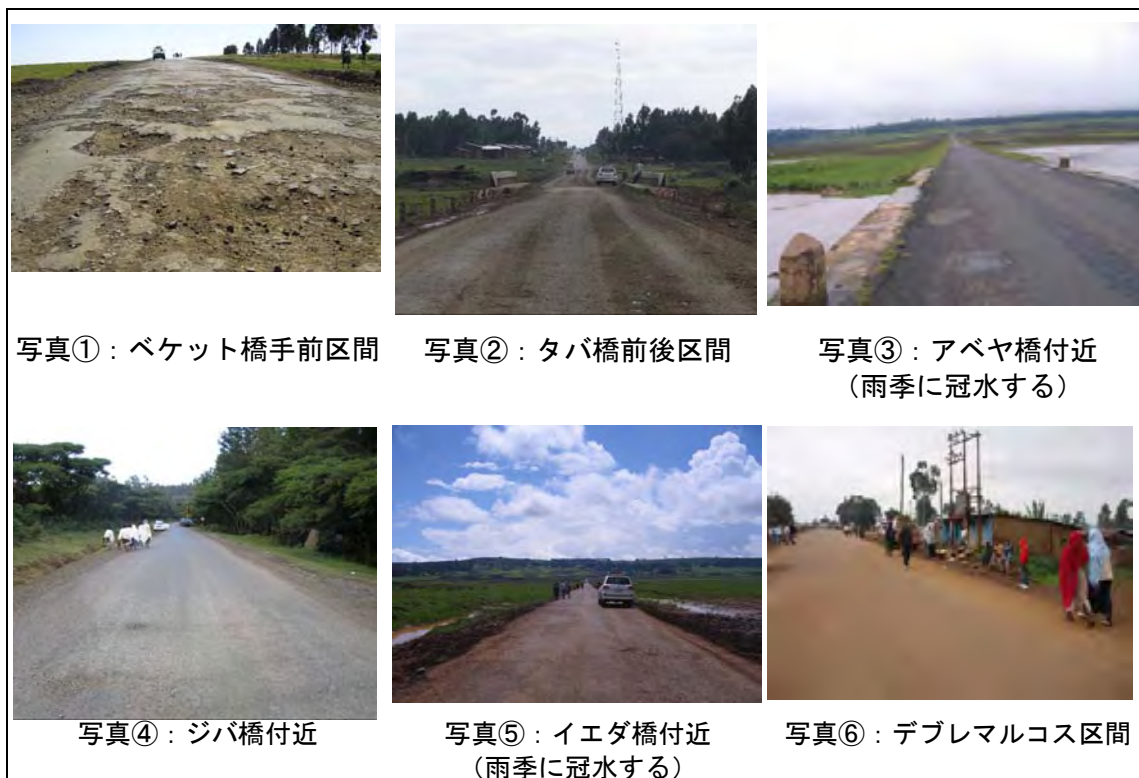 写真①：ベケット橋手前区間
写真②：タバ橋前後区間
写真③：アベヤ橋付近
（雨季に冠水する）
写真④：ジバ橋付近
写真⑤：イエダ橋付近
（雨季に冠水する）
写真⑥：デブレマルコス区間